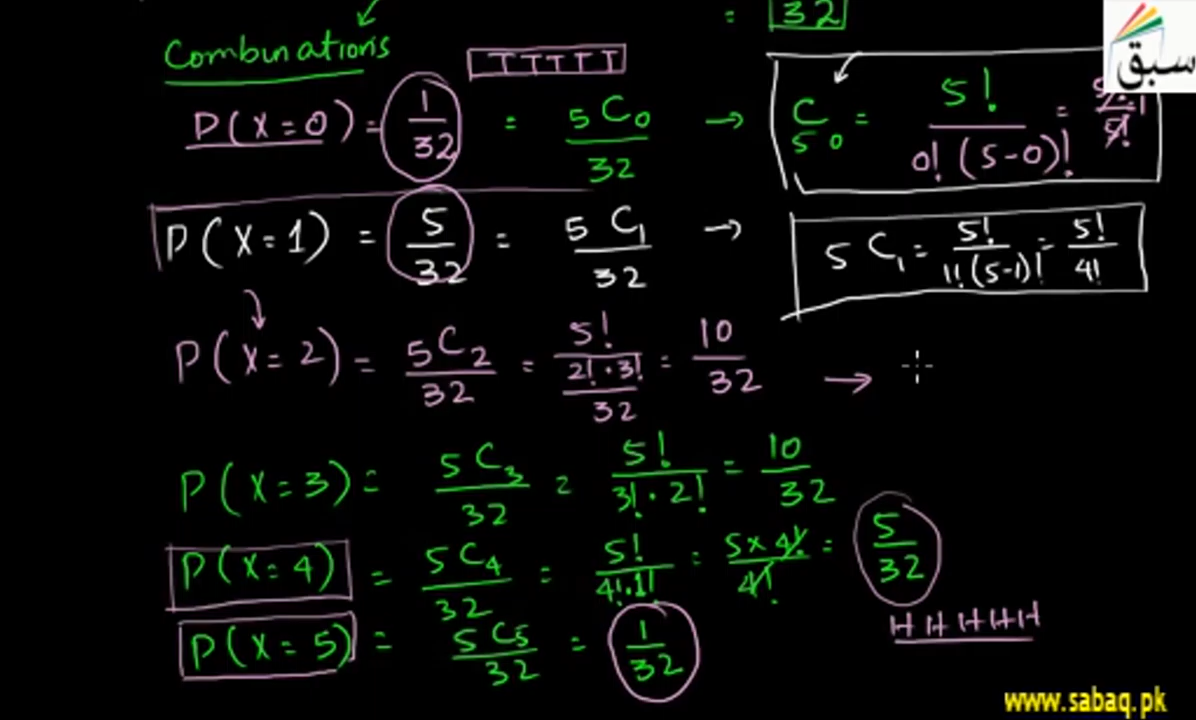 = 32
سبق
Combinations
TTTTT
P(X=0) = 1/32 = 5C0/32 → 5C0 = 5!/0!(5-0)! =
P(X=1) = 5/32 = 5C1/32 → 5C1 = 5!/1!(5-1)! = 5!/4!
P(X=2) = 5C2/32 = 5!/2!·3!/32 = 10/32 →
P(X=3) = 5C3/32 = 5!/3!·2! = 10/32
P(X=4) = 5C4/32 = 5!/4!·1! = 5×4!/4! = 5/32
HHHHH
P(X=5) = 5C5/32 = 1/32
www.sabaq.pk